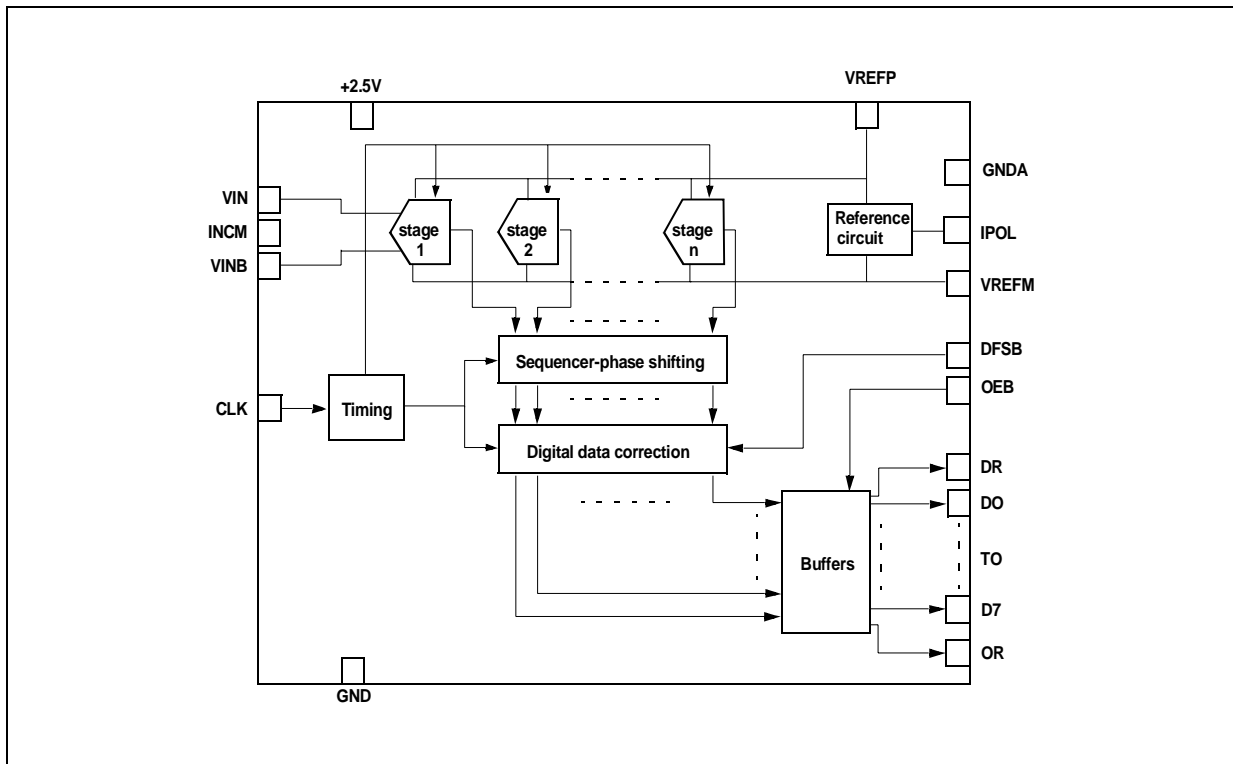 +2.5V
VREFP
GNDA
VIN
INCM
VINB
stage
1
stage
2
stage
n
Reference
circuit
IPOL
VREFM
Sequencer-phase shifting
DFSB
OEB
CLK
Timing
Digital data correction
DR
DO
Buffers
TO
D7
OR
GND